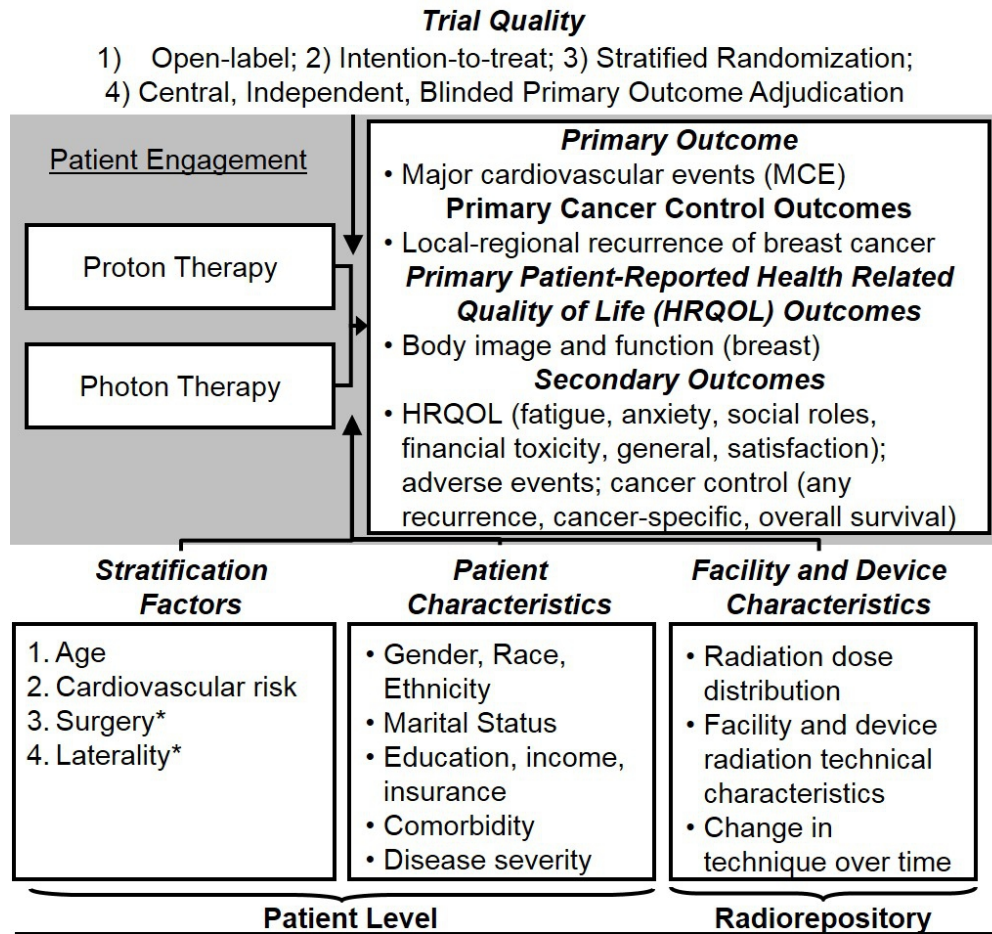 Trial Quality
1) Open-label; 2) Intention-to-treat; 3) Stratified Randomization;
4) Central, Independent, Blinded Primary Outcome Adjudication
Patient Engagement
Proton Therapy
Photon Therapy
Primary Outcome
• Major cardiovascular events (MCE)
Primary Cancer Control Outcomes
• Local-regional recurrence of breast cancer
Primary Patient-Reported Health Related
Quality of Life (HRQOL) Outcomes
• Body image and function (breast)
Secondary Outcomes
• HRQOL (fatigue, anxiety, social roles,
financial toxicity, general, satisfaction);
adverse events; cancer control (any
recurrence, cancer-specific, overall survival)
Stratification
Factors
1. Age
2. Cardiovascular risk
3. Surgery*
4. Laterality*
Patient
Characteristics
• Gender, Race,
Ethnicity
• Marital Status
• Education, income,
insurance
• Comorbidity
• Disease severity
Facility and Device
Characteristics
• Radiation dose
distribution
• Facility and device
radiation technical
characteristics
• Change in
technique over time
Patient Level
Radiorepository